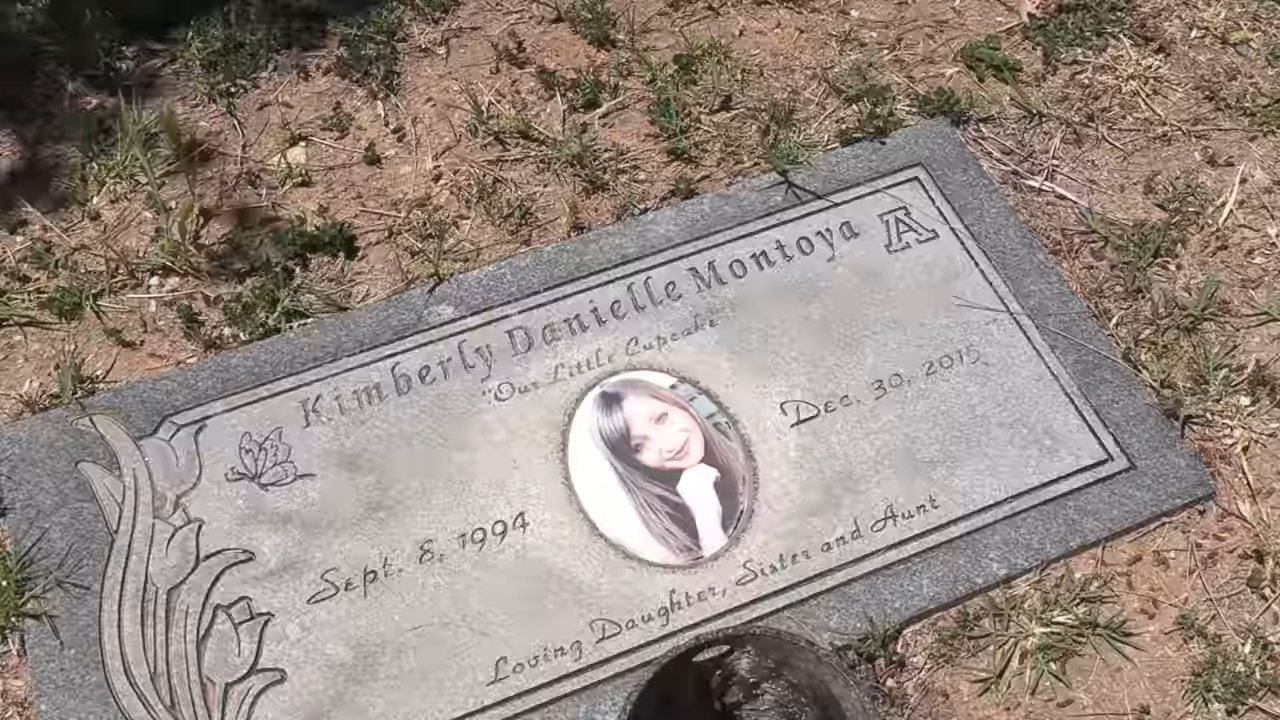 Kimberly Danielle Montoya A
"Our Little Cupcake"
Sept. 8, 1994
Dec. 30, 2015
Loving Daughter, Sister and Aunt